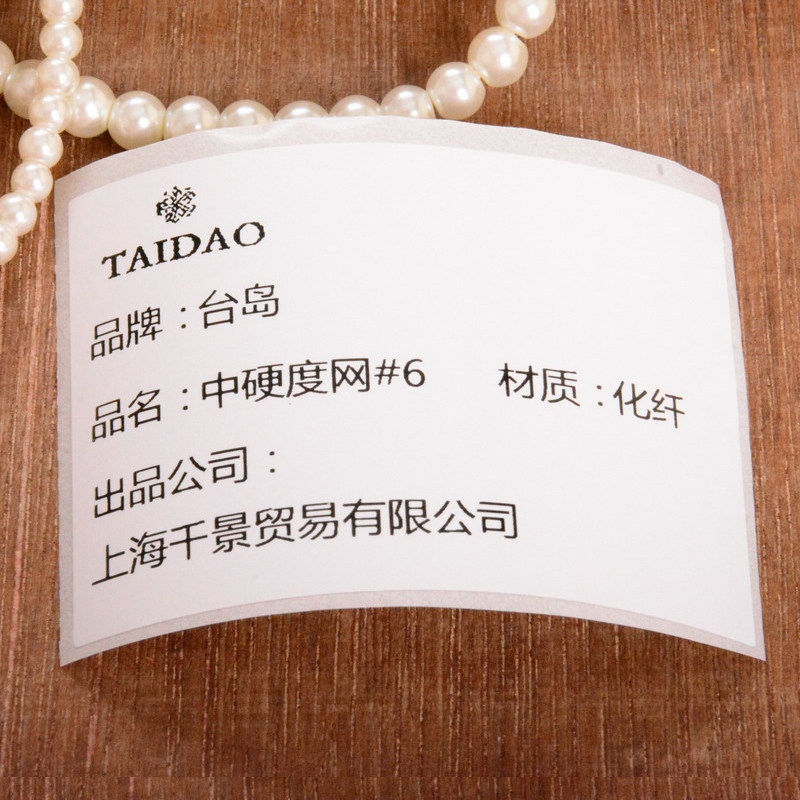 TAIDAO
品牌：台岛
品名：中硬度网#6 材质：化纤
出品公司：
上海千景贸易有限公司